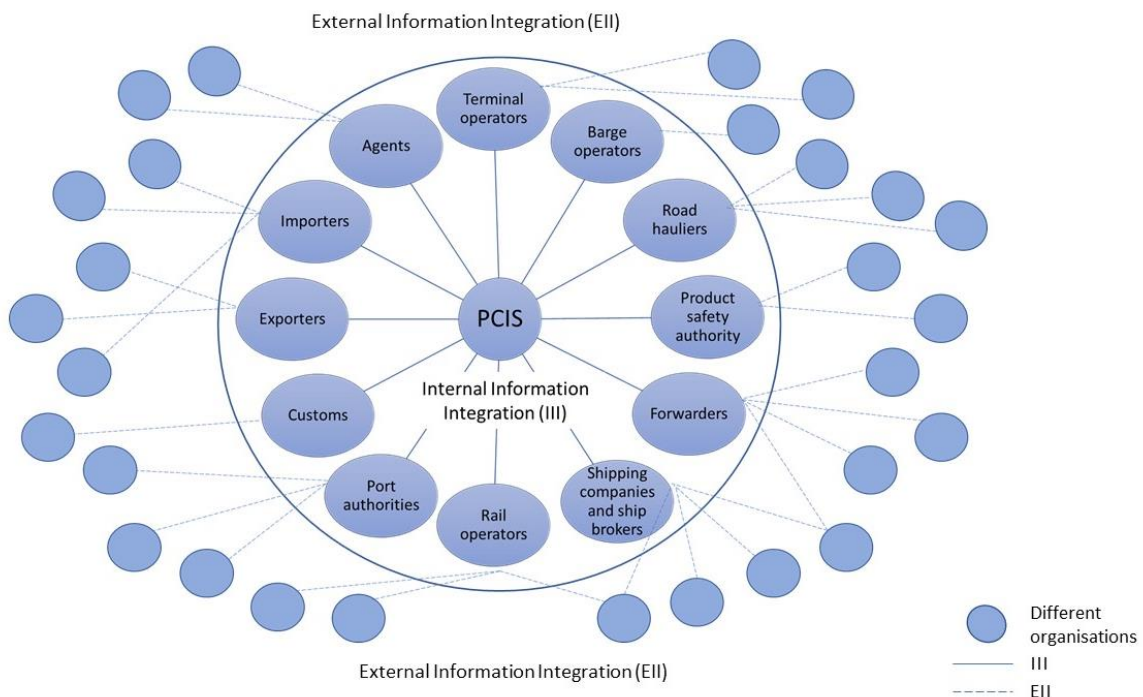 External Information Integration (EII)
Terminal
operators
Barge
operators
Agents
Road
hauliers
Importers
Product
safety
authority
Exporters
PCIS
Internal Information
Integration (III)
Customs
Forwarders
Port
authorities
Rail
operators
Shipping
companies
and ship
brokers
External Information Integration (EII)
Different
organisations
III
EII